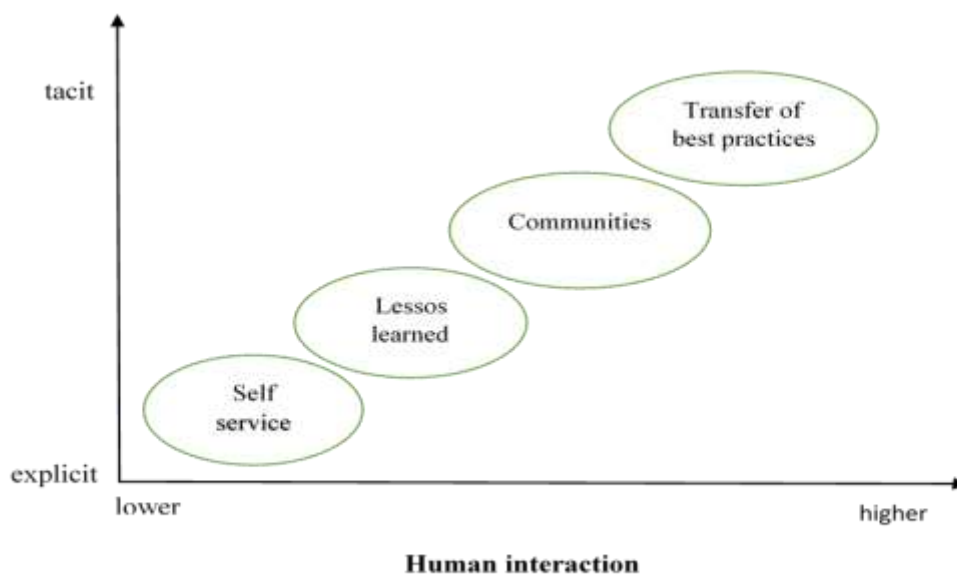 tacit
Transfer of
best practices
Communities
Lessos
learned
Self
service
explicit
lower
higher
Human interaction